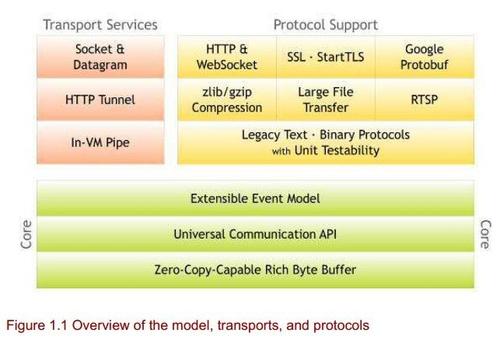 Transport Services
Protocol Support
Socket &
Datagram
HTTP Tunnel
In-VM Pipe
HTTP &
WebSocket
SSL · StartTLS
Google
Protobuf
zlib/gzip
Compression
Large File
Transfer
RTSP
Legacy Text · Binary Protocols
with Unit Testability
Core
Extensible Event Model
Universal Communication API
Zero-Copy-Capable Rich Byte Buffer
Core
Figure 1.1 Overview of the model, transports, and protocols